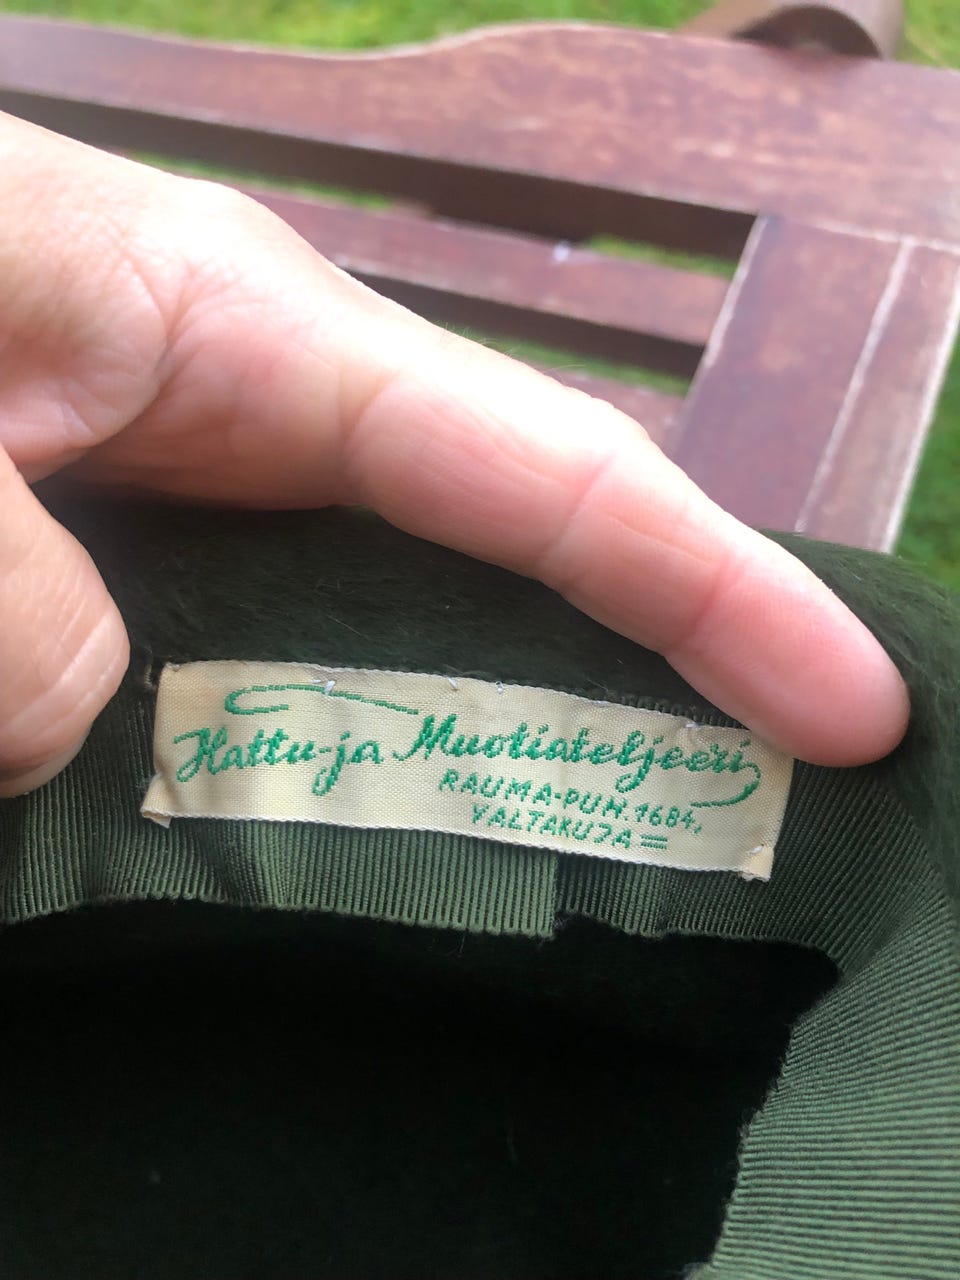 Hattu-ja Muotiateljeeri
RAUMA-PUH. 1684,
VALTAKUJA =